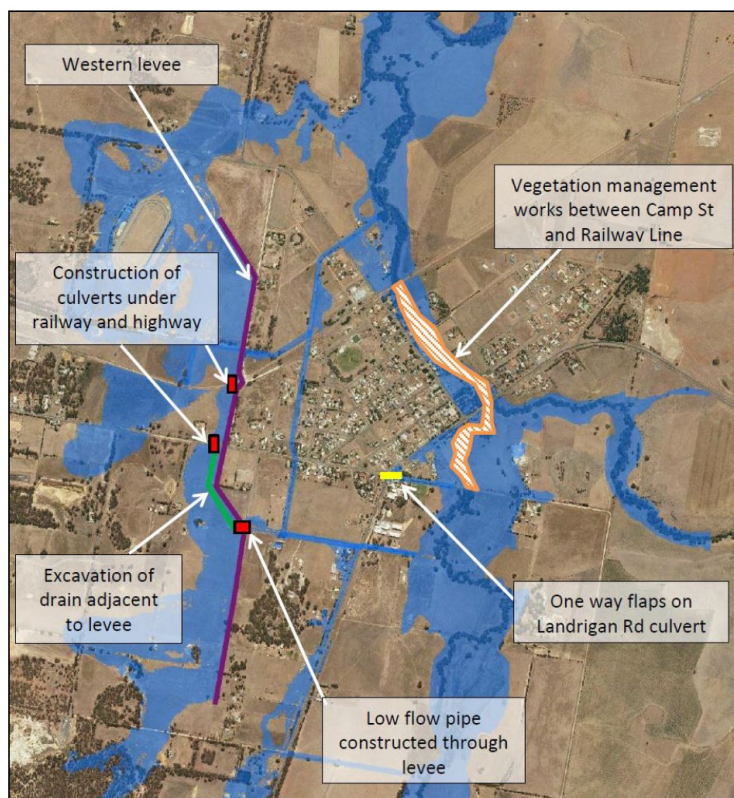 Western levee
Vegetation management
works between Camp St
and Railway Line
Construction of
culverts under
railway and highway
Excavation of
drain adjacent
to levee
One way flaps on
Landrigan Rd culvert
Low flow pipe
constructed through
levee